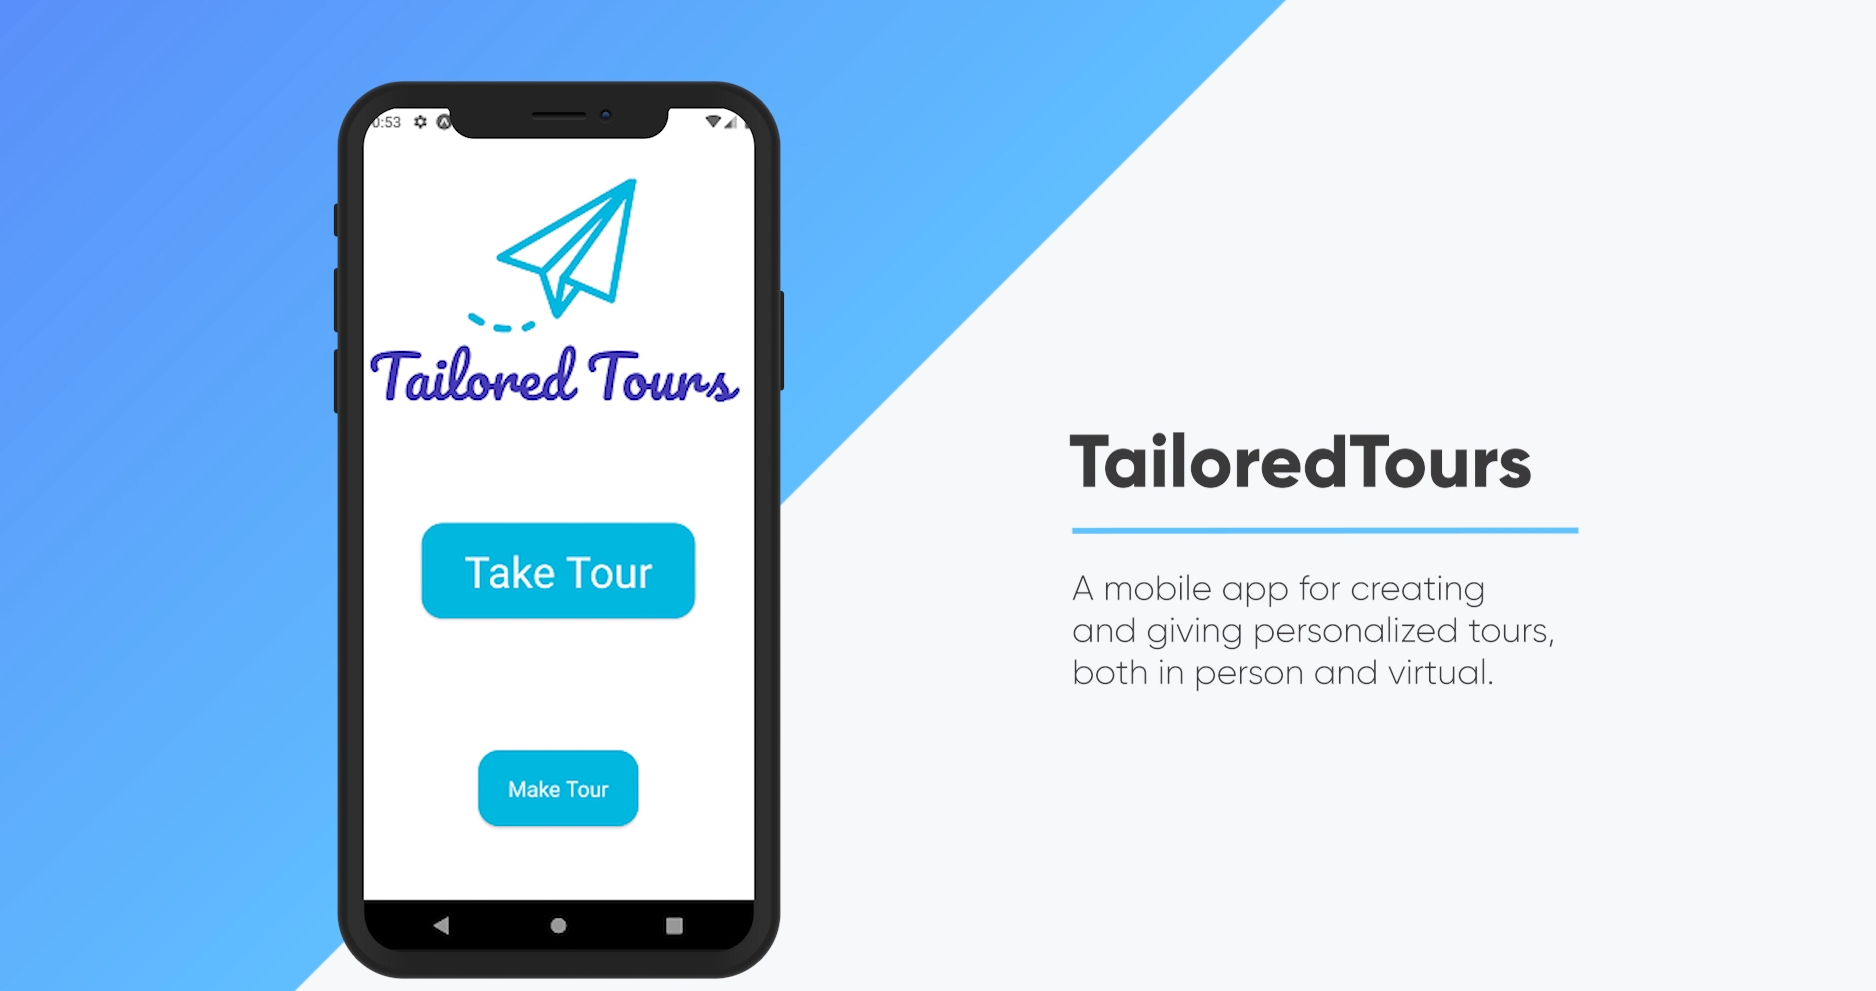 0:53
Tailored Tours
Take Tour
Make Tour
TailoredTours
A mobile app for creating
and giving personalized tours,
both in person and virtual.